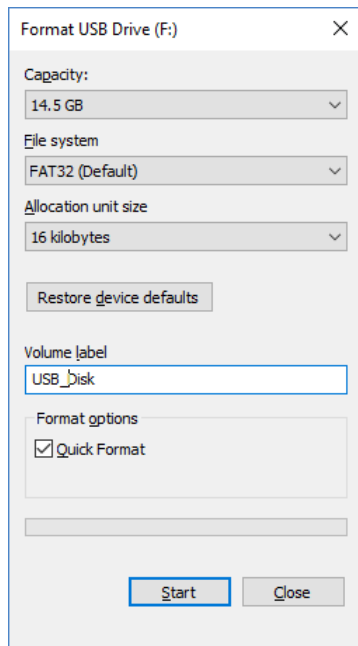 Format USB Drive (F:)
Capacity:
14.5 GB
File system
FAT32 (Default)
Allocation unit size
16 kilobytes
Restore device defaults
Volume label
USB_Disk
Format options
Quick Format
Start
Close